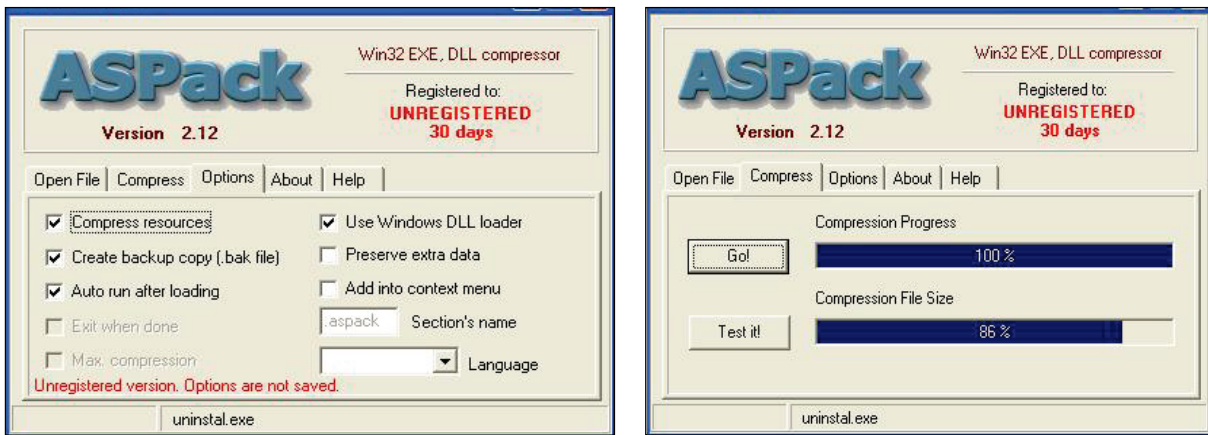 ASPack
Version 2.12
Win32 EXE, DLL compressor
Registered to:
UNREGISTERED
30 days
Open File Compress Options About Help
Compress resources
Create backup copy (.bak file)
Auto run after loading
Exit when done
Max. compression
Use Windows DLL loader
Preserve extra data
Add into context menu
.aspack Section's name
Language
Unregistered version. Options are not saved.
uninstal.exe
ASPack
Version 2.12
Win32 EXE, DLL compressor
Registered to:
UNREGISTERED
30 days
Open File Compress Options About Help
Compression Progress
Go! 100 %
Compression File Size
Test it! 86 %
uninstal.exe